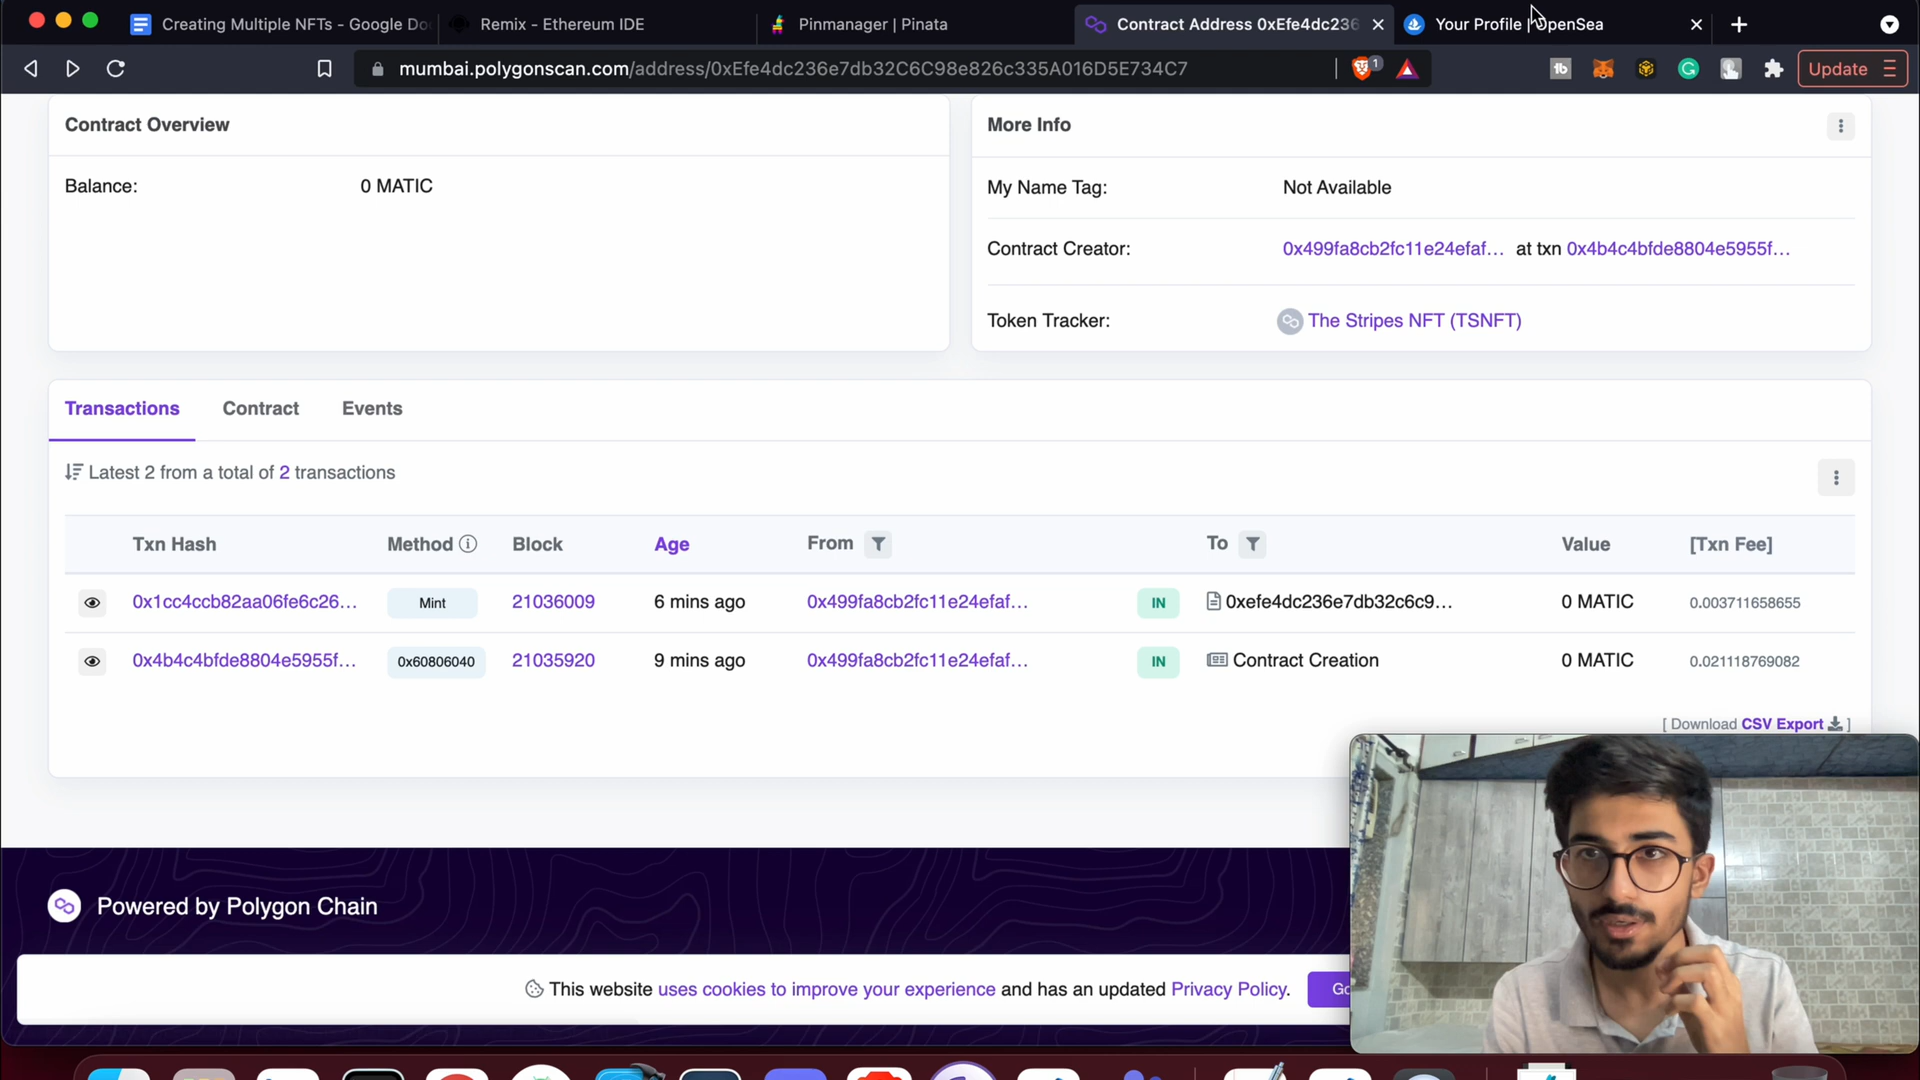 Creating Multiple NFTs - Google Do
Remix - Ethereum IDE
Pinmanager | Pinata
Contract Address 0xEfe4dc236
Your Profile | OpenSea
mumbai.polygonscan.com/address/0xEfe4dc236e7db32C6C98e826c335A016D5E734C7
1
tb
G
Update
Contract Overview
Balance: 0 MATIC
More Info
My Name Tag: Not Available
Contract Creator: 0x499fa8cb2fc11e24efaf... at txn 0x4b4c4bfde8804e5955f...
Token Tracker: The Stripes NFT (TSNFT)
Transactions Contract Events
Latest 2 from a total of 2 transactions
Txn Hash Method Block Age From To Value [Txn Fee]
0x1cc4ccb82aa06fe6c26... Mint 21036009 6 mins ago 0x499fa8cb2fc11e24efaf... IN 0xefe4dc236e7db32c6c9... 0 MATIC 0.003711658655
0x4b4c4bfde8804e5955f... 0x60806040 21035920 9 mins ago 0x499fa8cb2fc11e24efaf... IN Contract Creation 0 MATIC 0.021118769082
[ Download CSV Export ]
Powered by Polygon Chain
This website uses cookies to improve your experience and has an updated Privacy Policy.
Go